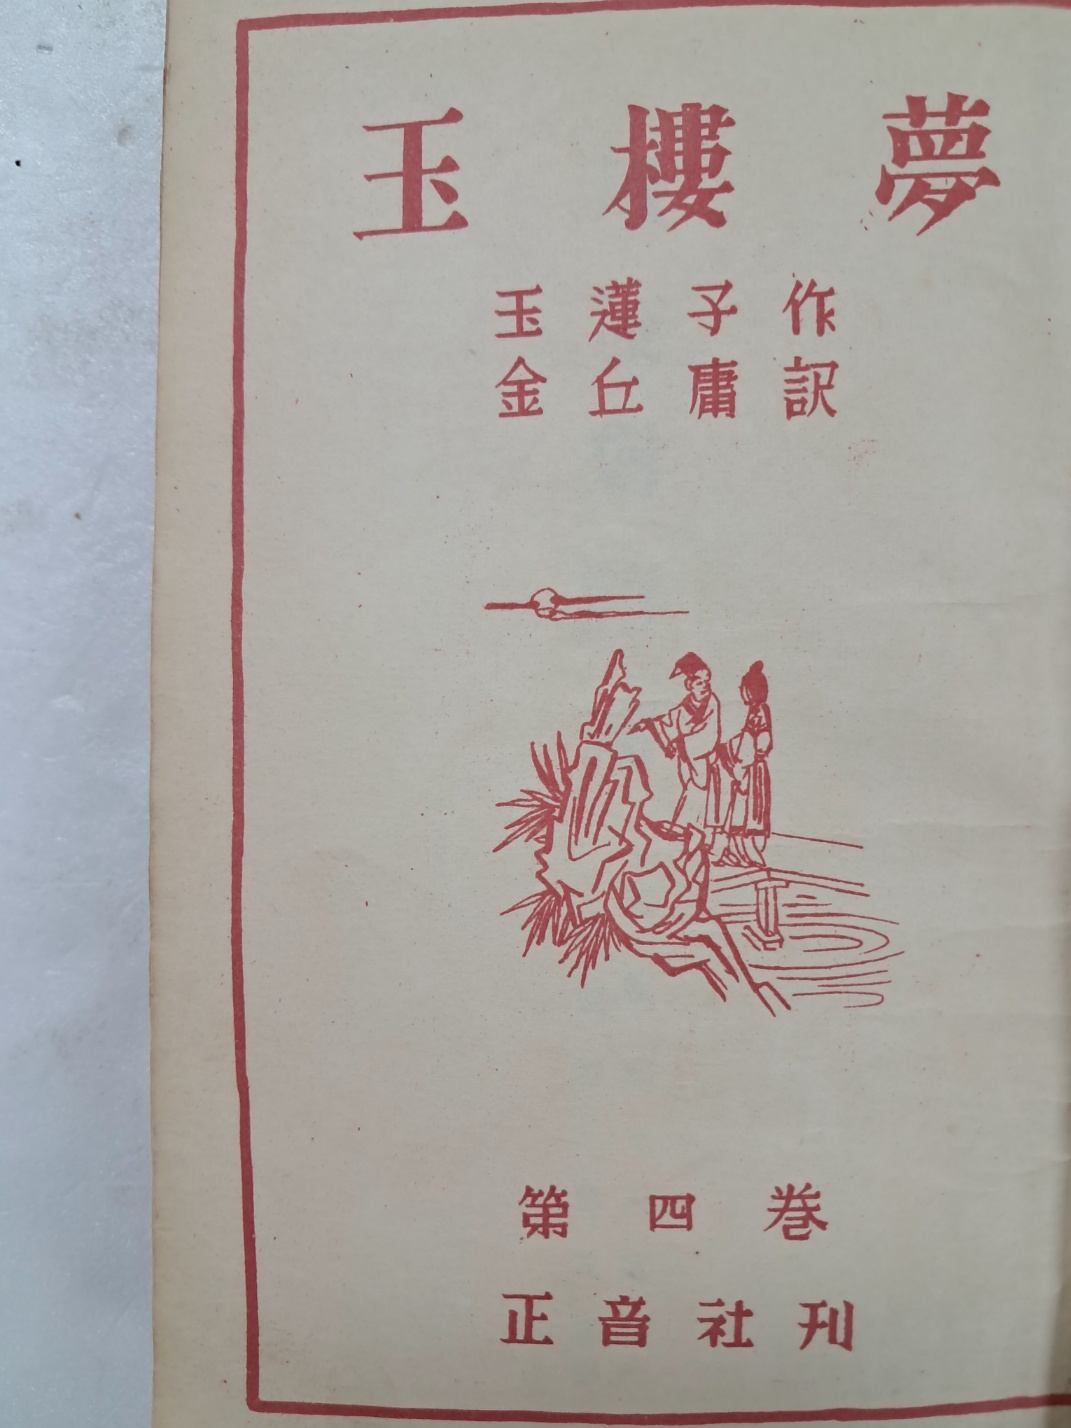 玉樓夢
玉蓮子作
金丘庸訳
第四巻
正音社刊